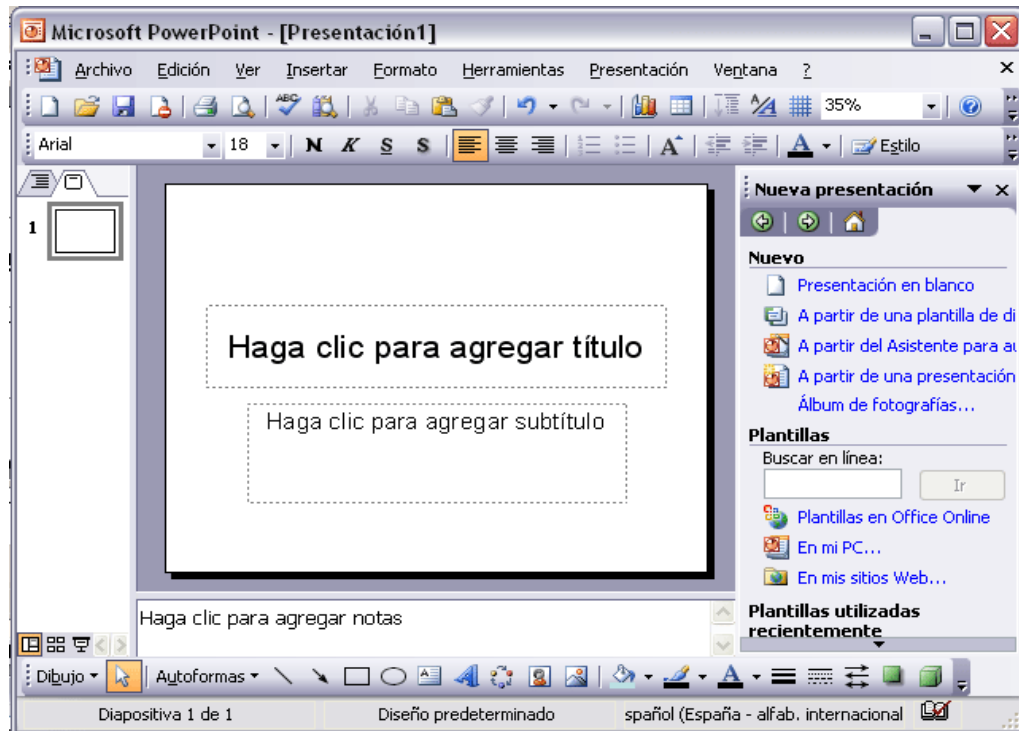 Microsoft PowerPoint - [Presentación1]
Archivo Edición Ver Insertar Formato Herramientas Presentación Ventana ?
35%
Arial 18 N K S S A A Estilo
1
Haga clic para agregar título
Haga clic para agregar subtítulo
Haga clic para agregar notas
Nueva presentación
Nuevo
Presentación en blanco
A partir de una plantilla de di
A partir del Asistente para au
A partir de una presentación
Álbum de fotografías...
Plantillas
Buscar en línea:
Ir
Plantillas en Office Online
En mi PC...
En mis sitios Web...
Plantillas utilizadas
recientemente
Dibujo Autoformas A
Diapositiva 1 de 1 Diseño predeterminado spañol (España - alfab. internacional